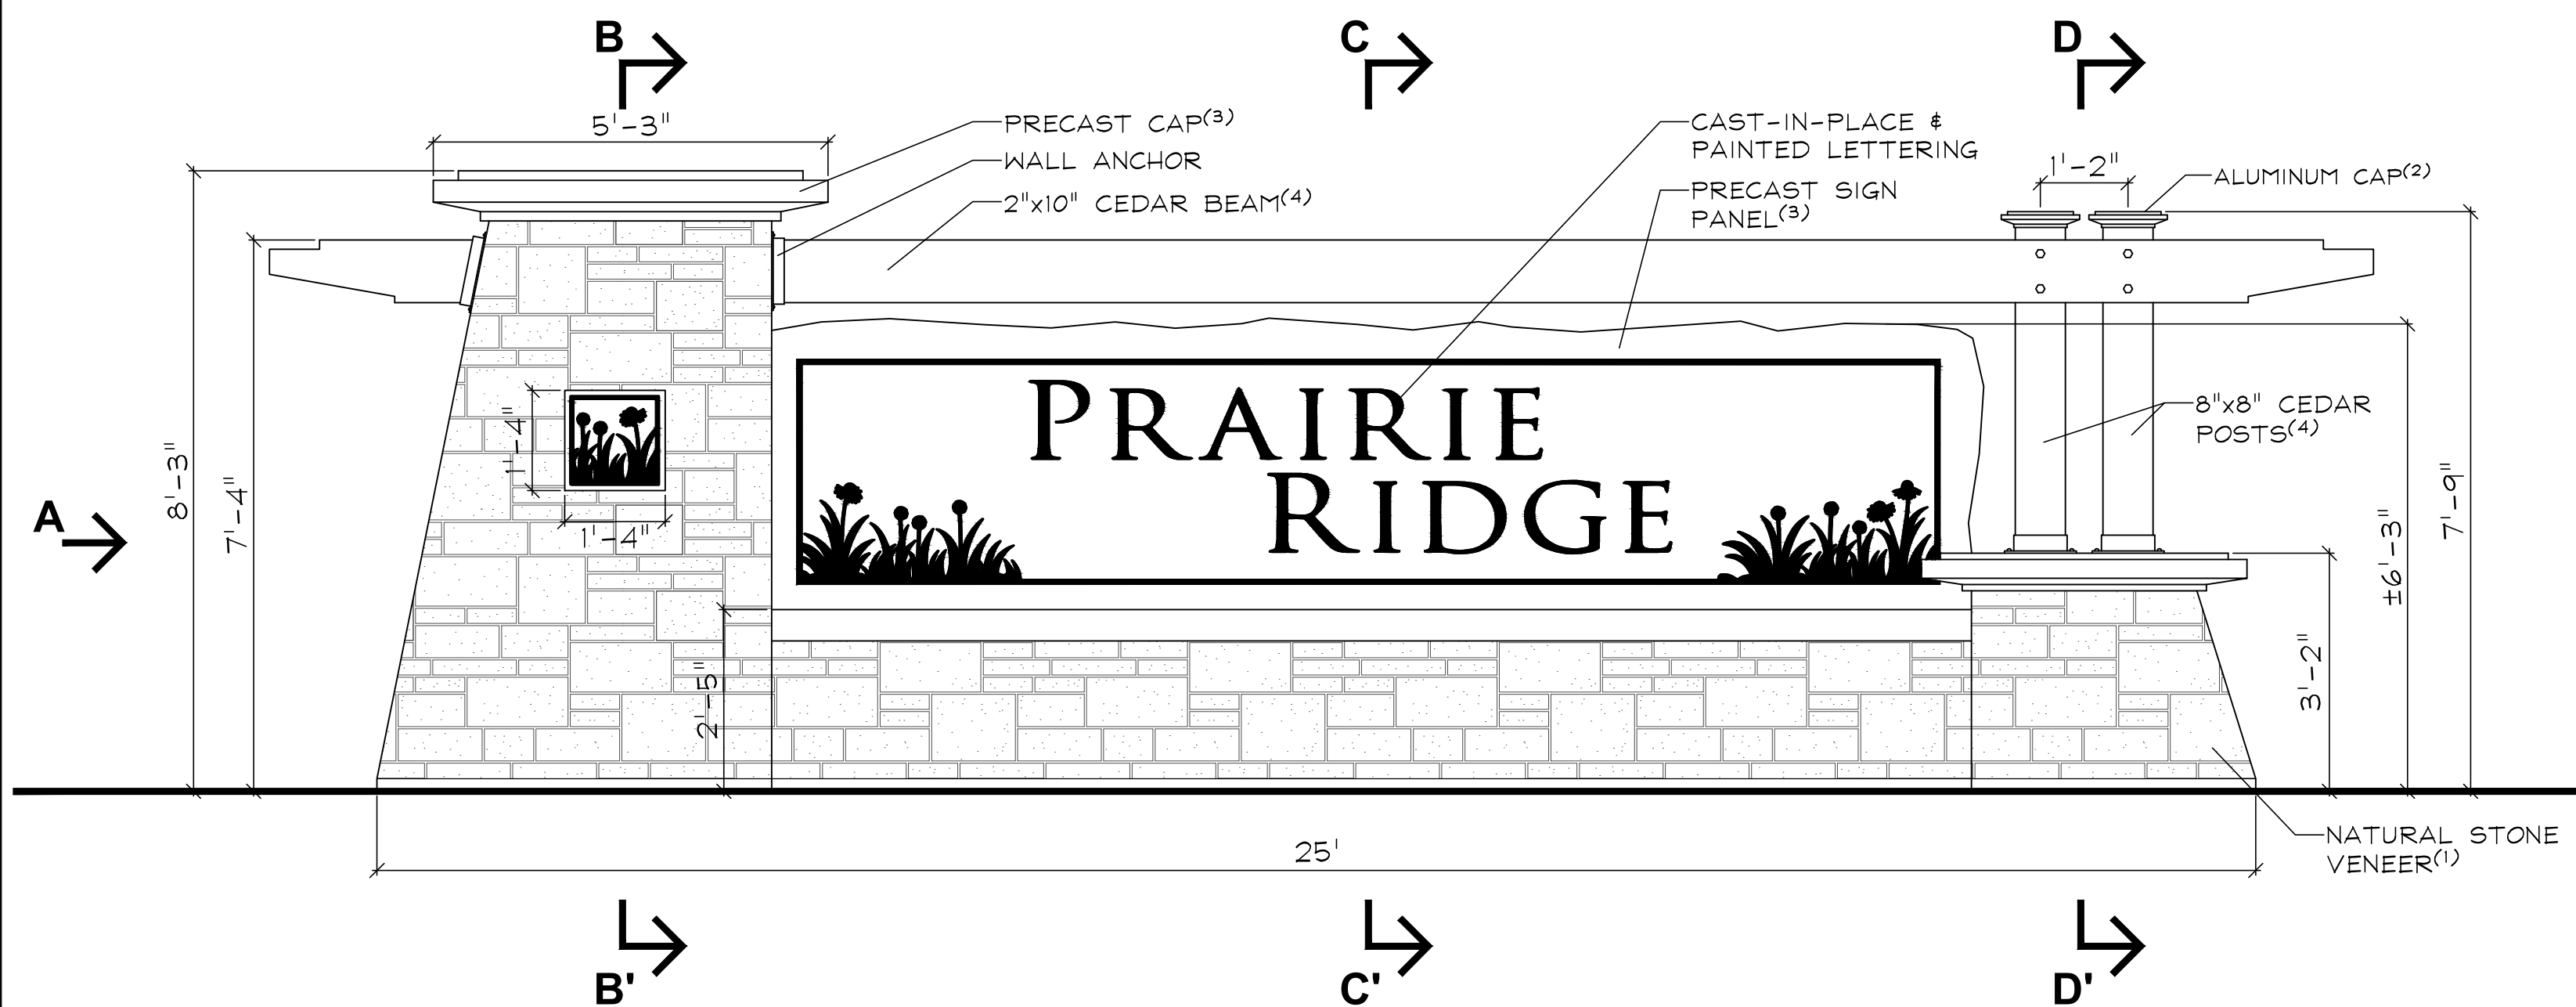 B
C
D
5'-3"
PRECAST CAP(3)
WALL ANCHOR
2"x10" CEDAR BEAM(4)
CAST-IN-PLACE &
PAINTED LETTERING
PRECAST SIGN
PANEL(3)
1'-2"
ALUMINUM CAP(2)
8'-3"
7'-4"
A
1'-4"
1'-4"
PRAIRIE
RIDGE
8"x8" CEDAR
POSTS(4)
7'-9"
±6'-3"
3'-2"
2'-5"
25'
NATURAL STONE
VENEER(1)
B'
C'
D'